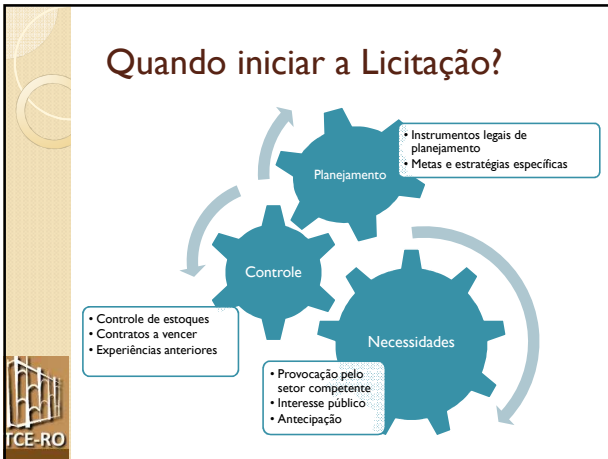 Quando iniciar a Licitação?
Planejamento
• Instrumentos legais de
planejamento
• Metas e estratégias específicas
Controle
• Controle de estoques
• Contratos a vencer
• Experiências anteriores
Necessidades
• Provocação pelo
setor competente
• Interesse público
• Antecipação
TCE-RO